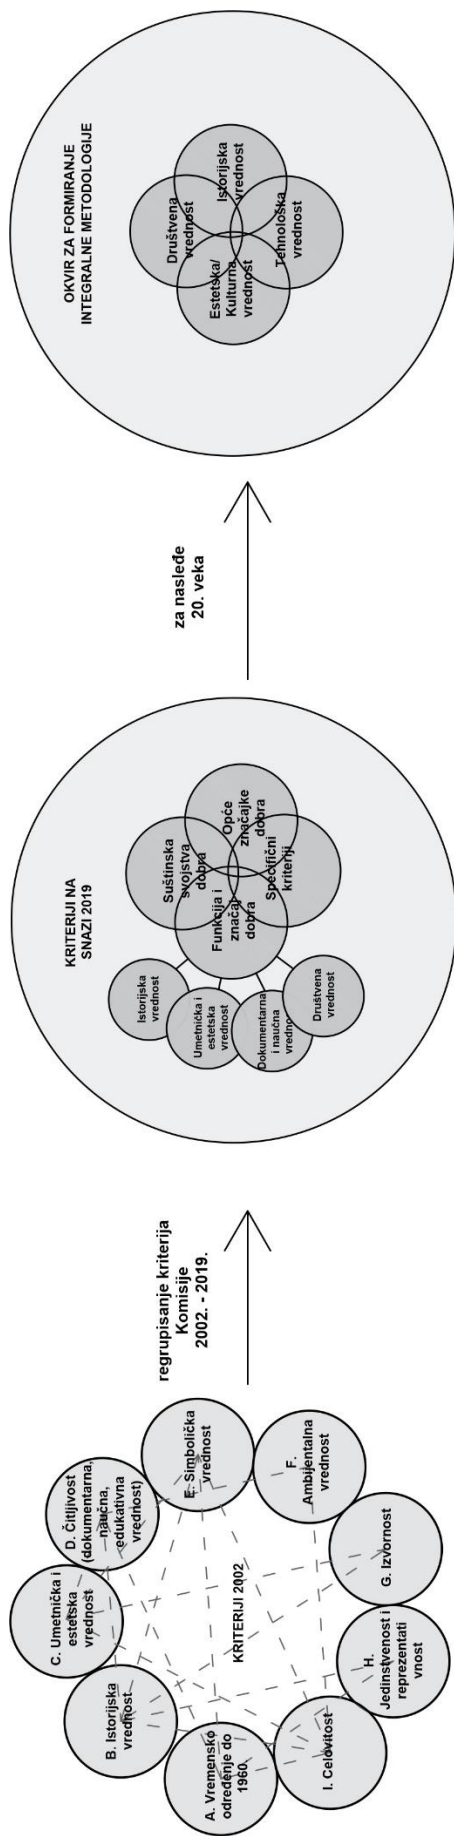 KRITERIJI 2002
A. Vremensko
određenje do
1960.
B. Istorijska
vrednost
C. Umetnička i
estetska
vrednost
D. Čitljivost
(dokumentarna,
naučna,
edukativna
vrednost)
E. Simbolička
vrednost
F.
Ambijentalna
vrednost
G. Izvornost
H.
Jedinstvenost i
reprezentati
vnost
I. Celovitost
regrupisanje kriterija
Komisije
2002. - 2019.
KRITERIJI NA
SNAZI 2019
Istorijska
vrednost
Umetnička i
estetska
vrednost
Dokumentarna
i naučna
vrednost
Društvena
vrednost
Suštinska
svojstva
dobra
Funkcija i
značaj
dobra
Opće
značajke
dobra
Specifični
kriteriji
za nasleđe
20. veka
OKVIR ZA FORMIRANJE
INTEGRALNE METODOLOGIJE
Društvena
vrednost
Estetska/
Kulturna
vrednost
Istorijska
vrednost
Tehnološka
vrednost